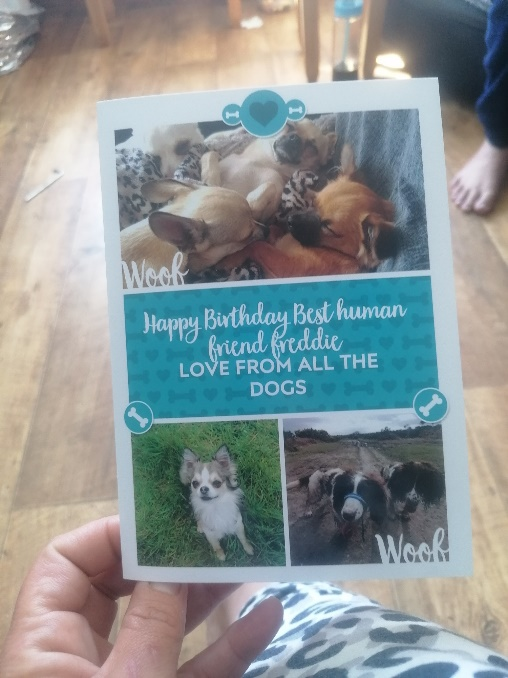 Woof
Happy Birthday Best human
friend freddie
LOVE FROM ALL THE
DOGS
Woof